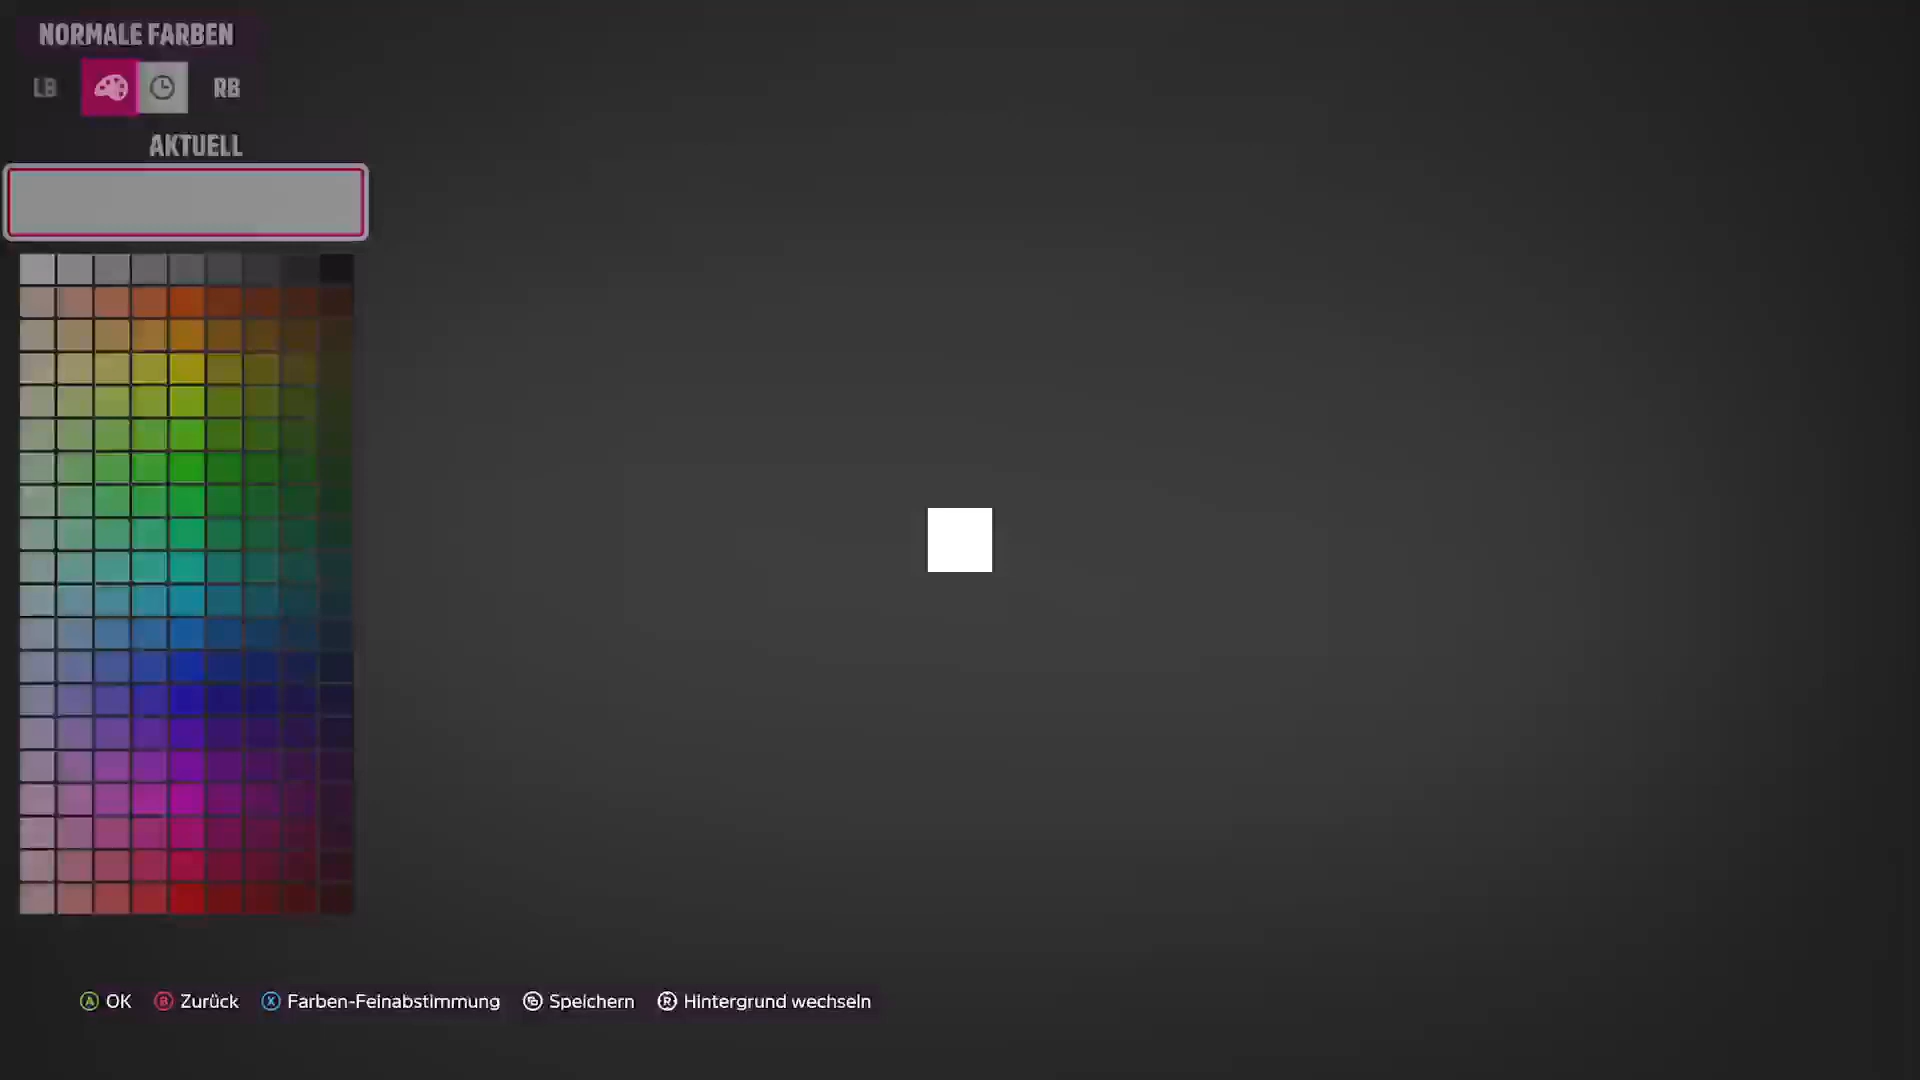 NORMALE FARBEN
LB RB
AKTUELL
A OK B Zurück X Farben-Feinabstimmung Speichern R Hintergrund wechseln